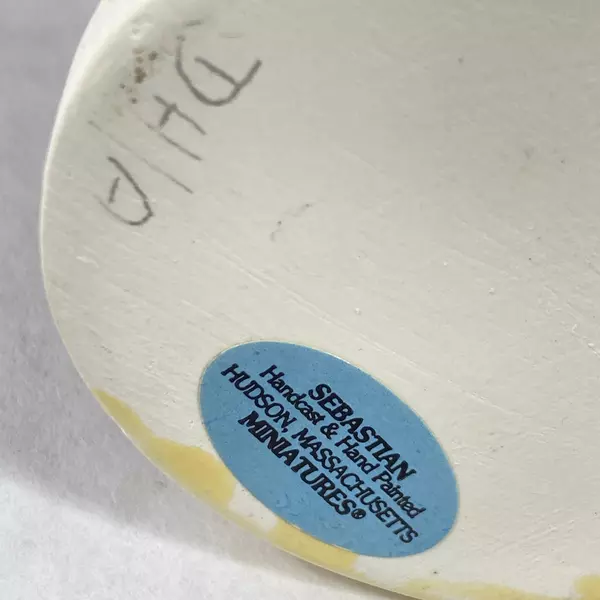 SEBASTIAN
Handcast & Hand Painted
HUDSON, MASSACHUSETTS
MINIATURES®